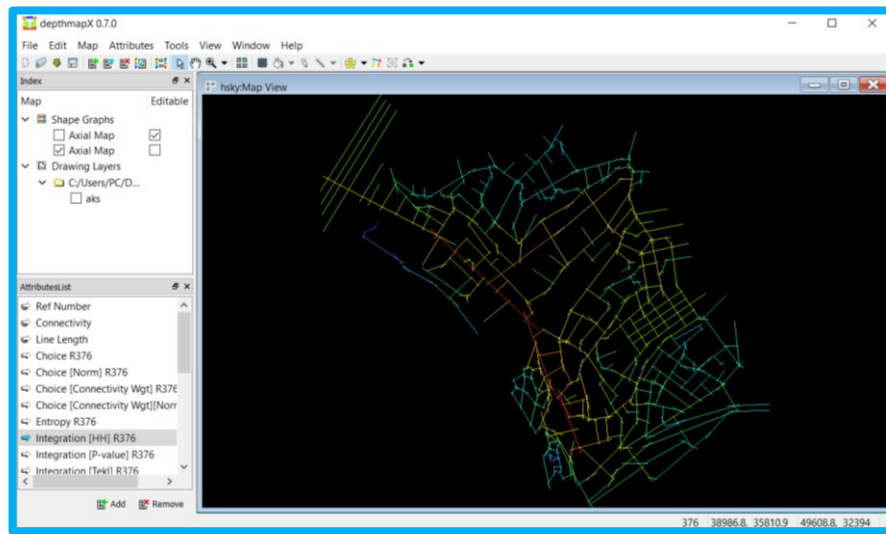 depthmapX 0.7.0
File Edit Map Attributes Tools View Window Help
Index
Map Editable
Shape Graphs
Axial Map
Axial Map
Drawing Layers
C:/Users/PC/D...
aks
hsky:Map View
AttributesList
Ref Number
Connectivity
Line Length
Choice R376
Choice [Norm] R376
Choice [Connectivity Wgt] R376
Choice [Connectivity Wgt][Norr
Entropy R376
Integration [HH] R376
Integration [P-value] R376
Integration [Tekl] R376
Add Remove
376 38986.8, 35810.9 49608.8, 32394